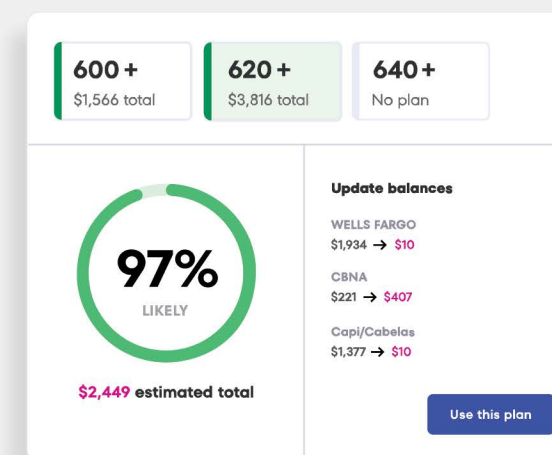 600+
$1,566 total
620+
$3,816 total
640+
No plan
97%
LIKELY
$2,449 estimated total
Update balances
WELLS FARGO
$1,934 → $10
CBNA
$221 → $407
Capi/Cabelas
$1,377 → $10
Use this plan